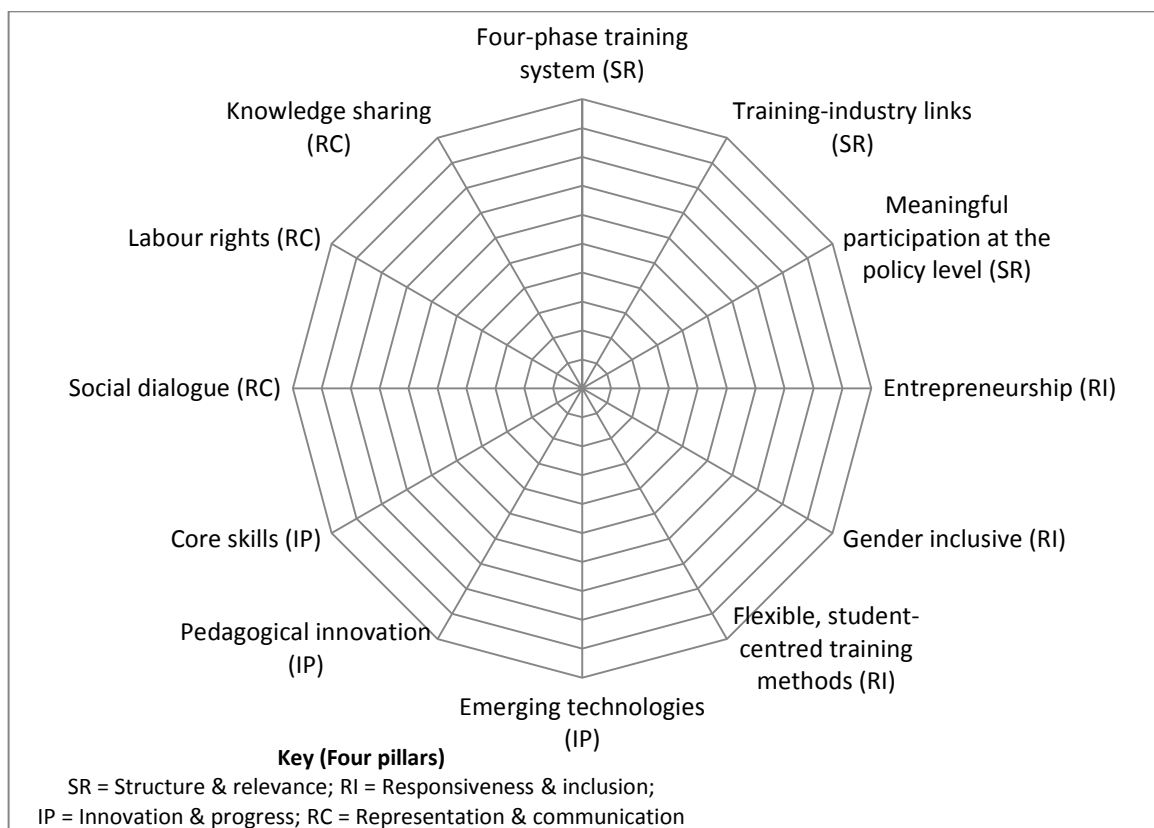 Four-phase training
system (SR)
Training-industry links
(SR)
Meaningful
participation at the
policy level (SR)
Entrepreneurship (RI)
Gender inclusive (RI)
Flexible, student-
centred training
methods (RI)
Emerging technologies
(IP)
Pedagogical innovation
(IP)
Core skills (IP)
Social dialogue (RC)
Labour rights (RC)
Knowledge sharing
(RC)
Key (Four pillars)
SR = Structure & relevance; RI = Responsiveness & inclusion;
IP = Innovation & progress; RC = Representation & communication